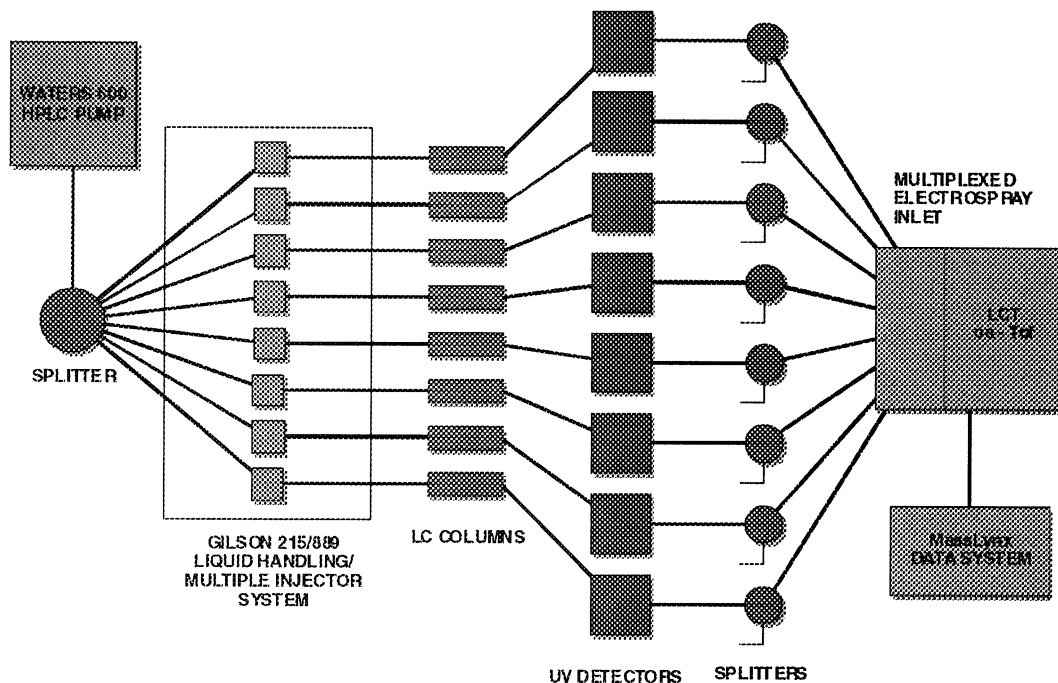 WATERS 600
HPLC PUMP
SPLITTER
GILSON 215/889
LIQUID HANDLING/
MULTIPLE INJECTOR
SYSTEM
LC COLUMNS
UV DETECTORS
SPLITTERS
MULTIPLEXED
ELECTROSPRAY
INLET
LCT
oa-Tof
MassLynx
DATA SYSTEM